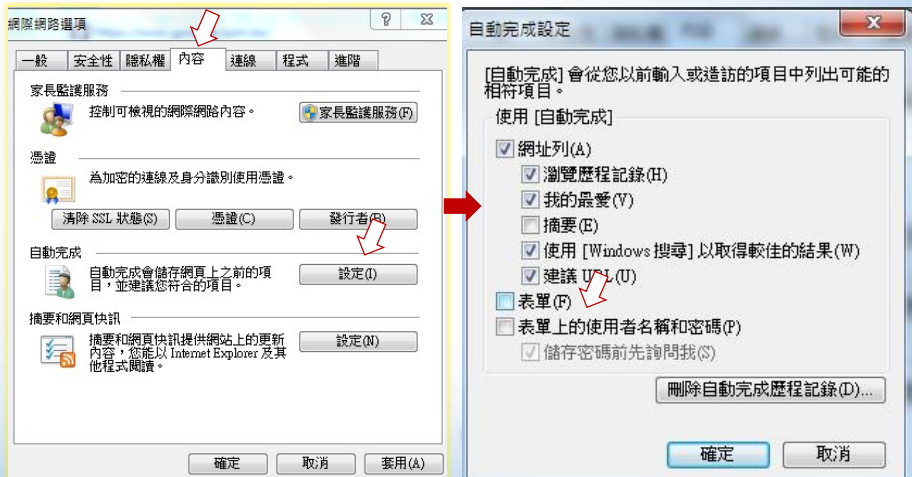 網際網路選項
一般
安全性
隱私權
內容
連線
程式
進階
家長監護服務
控制可檢視的網際網路內容。
家長監護服務(F)
憑證
為加密的連線及身分識別使用憑證。
清除 SSL 狀態(S)
憑證(C)
發行者(B)
自動完成
自動完成會儲存網頁上之前的項
目，並建議您符合的項目。
設定(I)
摘要和網頁快訊
摘要和網頁快訊提供網站上的更新
內容，您能以 Internet Explorer 及其
他程式閱讀。
設定(N)
確定
取消
套用(A)
自動完成設定
[自動完成] 會從您以前輸入或造訪的項目中列出可能的
相符項目。
使用 [自動完成]
網址列(A)
瀏覽歷程記錄(H)
我的最愛(V)
摘要(E)
使用 [Windows 搜尋] 以取得較佳的結果(W)
建議 URL(U)
表單(F)
表單上的使用者名稱和密碼(P)
儲存密碼前先詢問我(S)
刪除自動完成歷程記錄(D)...
確定
取消